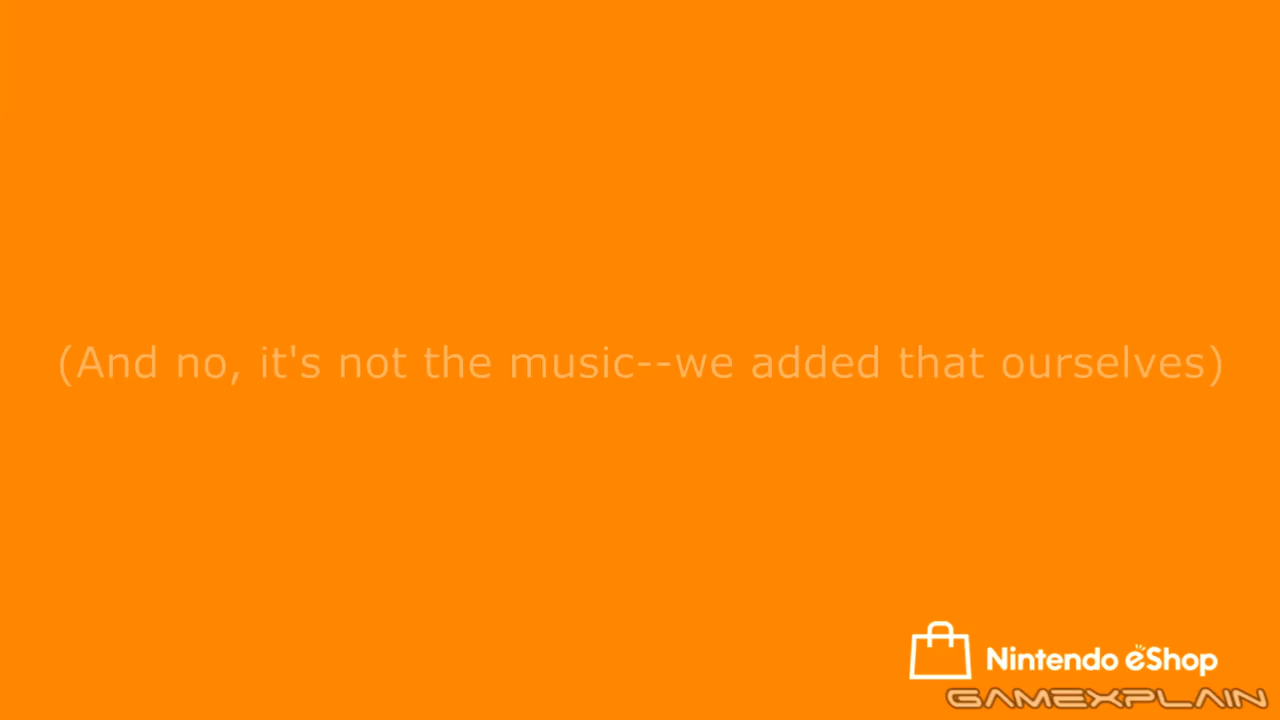 (And no, it's not the music--we added that ourselves)
Nintendo eShop
GAMEXPLAIN